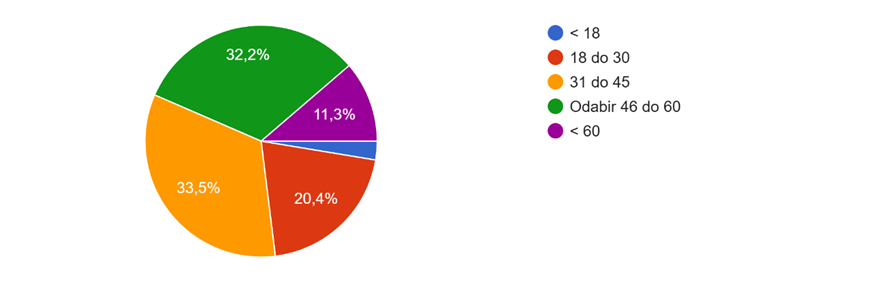 32,2%
11,3%
33,5%
20,4%
< 18
18 do 30
31 do 45
Odabir 46 do 60
< 60